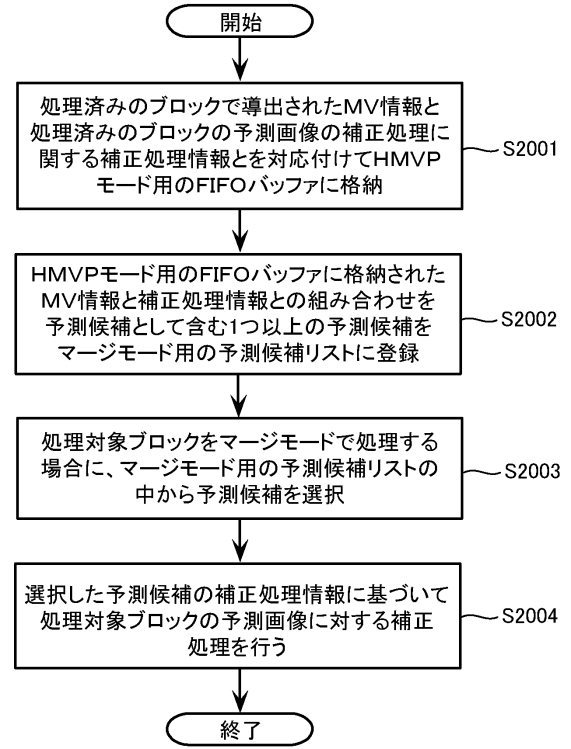 開始
処理済みのブロックで導出されたＭＶ情報と
処理済みのブロックの予測画像の補正処理に
関する補正処理情報とを対応付けてＨＭＶＰ
モード用のＦＩＦＯバッファに格納
S2001
ＨＭＶＰモード用のＦＩＦＯバッファに格納された
ＭＶ情報と補正処理情報との組み合わせを
予測候補として含む１つ以上の予測候補を
マージモード用の予測候補リストに登録
S2002
処理対象ブロックをマージモードで処理する
場合に、マージモード用の予測候補リストの
中から予測候補を選択
S2003
選択した予測候補の補正処理情報に基づいて
処理対象ブロックの予測画像に対する補正
処理を行う
S2004
終了